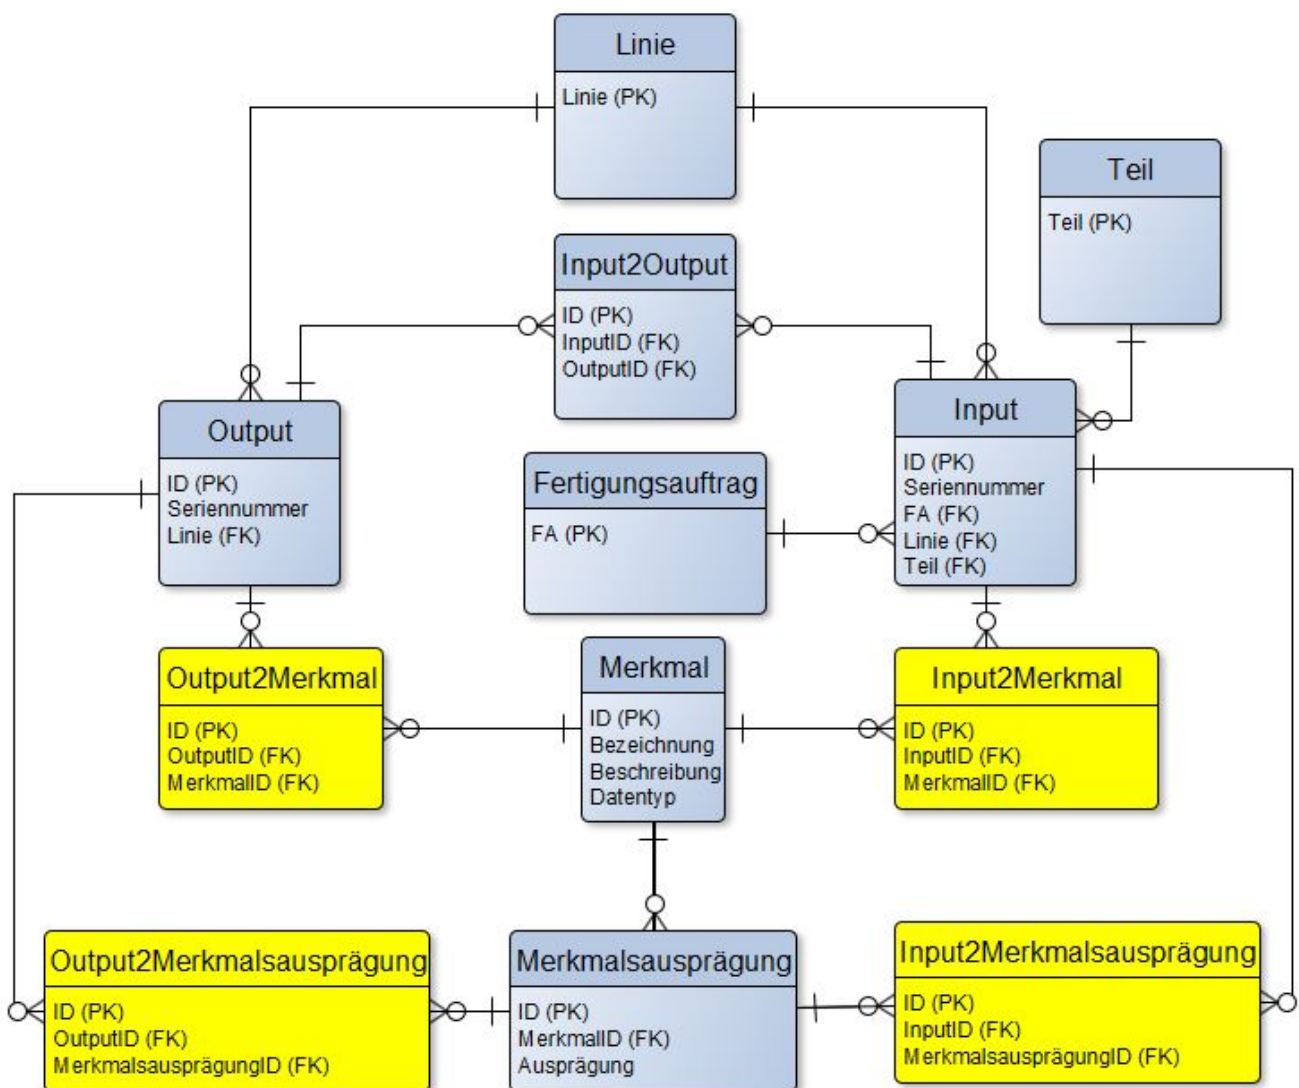 Linie
Linie (PK)
Teil
Teil (PK)
Input2Output
ID (PK)
InputID (FK)
OutputID (FK)
Output
ID (PK)
Seriennummer
Linie (FK)
Input
ID (PK)
Seriennummer
FA (FK)
Linie (FK)
Teil (FK)
Fertigungsauftrag
FA (PK)
Output2Merkmal
ID (PK)
OutputID (FK)
MerkmalID (FK)
Merkmal
ID (PK)
Bezeichnung
Beschreibung
Datentyp
Input2Merkmal
ID (PK)
InputID (FK)
MerkmalID (FK)
Output2Merkmalsausprägung
ID (PK)
OutputID (FK)
MerkmalsausprägungID (FK)
Merkmalsausprägung
ID (PK)
MerkmalID (FK)
Ausprägung
Input2Merkmalsausprägung
ID (PK)
InputID (FK)
MerkmalsausprägungID (FK)